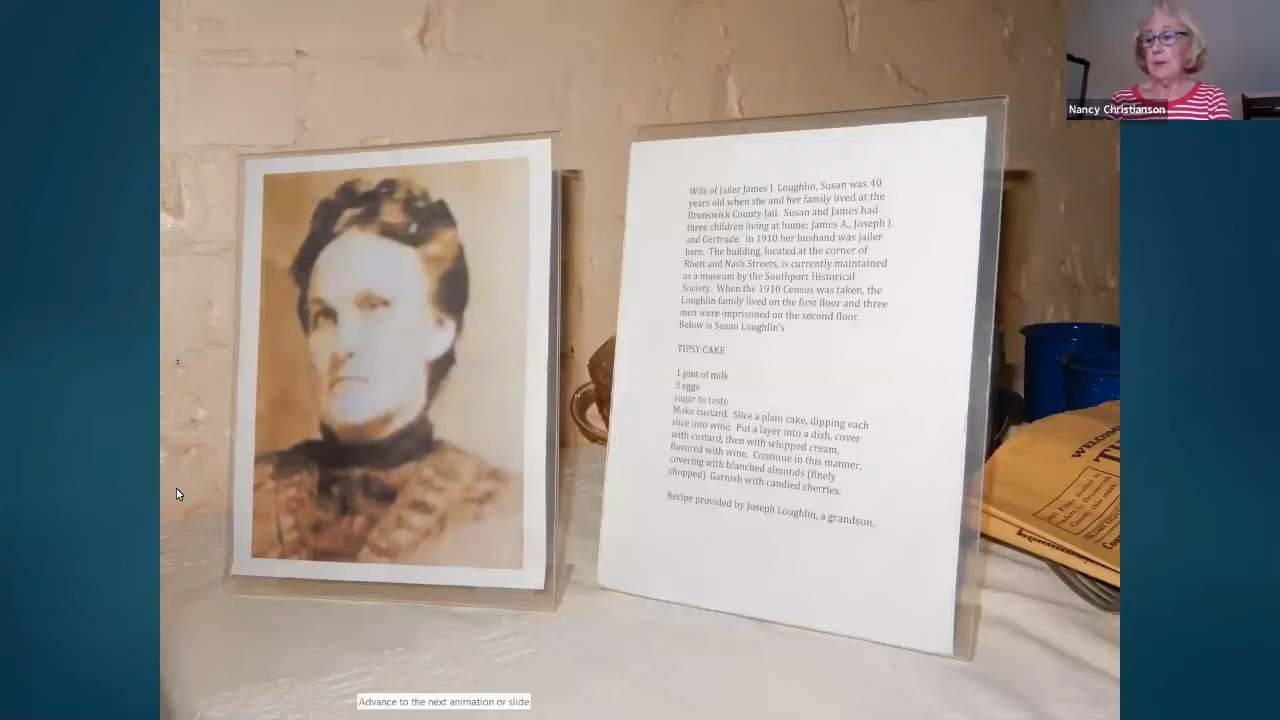 Nancy Christianson
Wife of Jailer James J. Loughlin, Susan was 40
years old when she and her family lived at the
Brunswick County Jail. Susan and James had
three children living at home: James A., Joseph J.
and Gertrude. in 1910 her husband was jailer
here. The building, located at the corner of
Rhett and Nash Streets, is currently maintained
as a museum by the Southport Historical
Society. When the 1910 Census was taken, the
Loughlin family lived on the first floor and three
men were imprisoned on the second floor.
Below is Susan Loughlin's
TIPSY CAKE
1 pint of milk
3 eggs
sugar to taste
Make custard. Slice a plain cake, dipping each
slice into wine. Put a layer into a dish, cover
with custard, then with whipped cream,
flavored with wine. Continue in this manner,
covering with blanched almonds (finely
chopped) Garnish with candied cherries.
Recipe provided by Joseph Loughlin, a grandson.
Advance to the next animation or slide